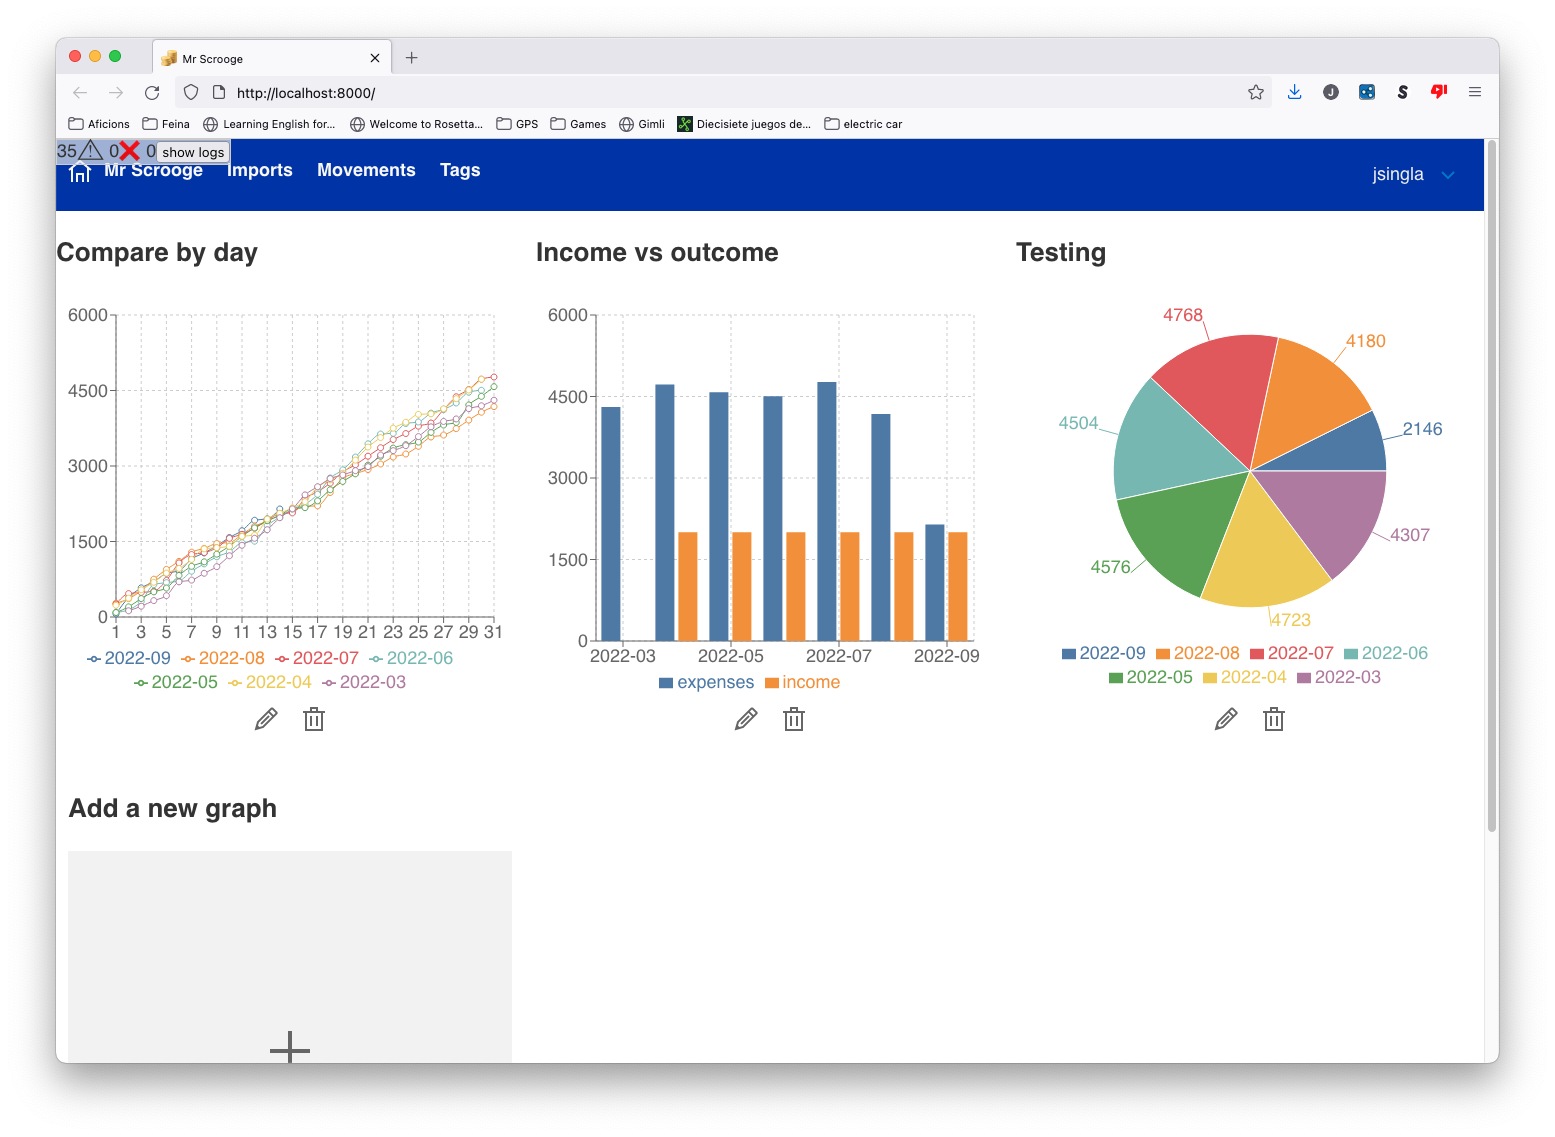 Mr Scrooge
http://localhost:8000/
J
S
Aficions Feina Learning English for... Welcome to Rosetta... GPS Games Gimli Diecisiete juegos de... electric car
35 0 0 show logs
Mr Scrooge Imports Movements Tags jsingla
Compare by day
6000
4500
3000
1500
0
1 3 5 7 9 11 13 15 17 19 21 23 25 27 29 31
2022-09 2022-08 2022-07 2022-06
2022-05 2022-04 2022-03
Income vs outcome
6000
4500
3000
1500
0
2022-03 2022-05 2022-07 2022-09
expenses income
Testing
4768
4180
4504
2146
4307
4576
4723
2022-09 2022-08 2022-07 2022-06
2022-05 2022-04 2022-03
Add a new graph